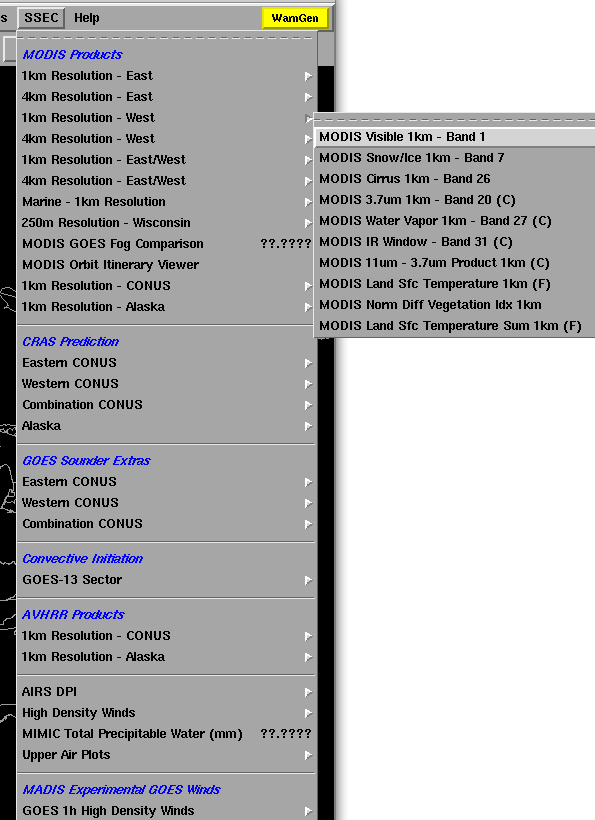 s SSEC Help WarnGen
MODIS Products
1km Resolution - East
4km Resolution - East
1km Resolution - West
4km Resolution - West
1km Resolution - East/West
4km Resolution - East/West
Marine - 1km Resolution
250m Resolution - Wisconsin
MODIS GOES Fog Comparison ??.????
MODIS Orbit Itinerary Viewer
1km Resolution - CONUS
1km Resolution - Alaska
MODIS Visible 1km - Band 1
MODIS Snow/Ice 1km - Band 7
MODIS Cirrus 1km - Band 26
MODIS 3.7um 1km - Band 20 (C)
MODIS Water Vapor 1km - Band 27 (C)
MODIS IR Window - Band 31 (C)
MODIS 11um - 3.7um Product 1km (C)
MODIS Land Sfc Temperature 1km (F)
MODIS Norm Diff Vegetation Idx 1km
MODIS Land Sfc Temperature Sum 1km (F)
CRAS Prediction
Eastern CONUS
Western CONUS
Combination CONUS
Alaska
GOES Sounder Extras
Eastern CONUS
Western CONUS
Combination CONUS
Convective Initiation
GOES-13 Sector
AVHRR Products
1km Resolution - CONUS
1km Resolution - Alaska
AIRS DPI
High Density Winds
MIMIC Total Precipitable Water (mm) ??.????
Upper Air Plots
MADIS Experimental GOES Winds
GOES 1h High Density Winds